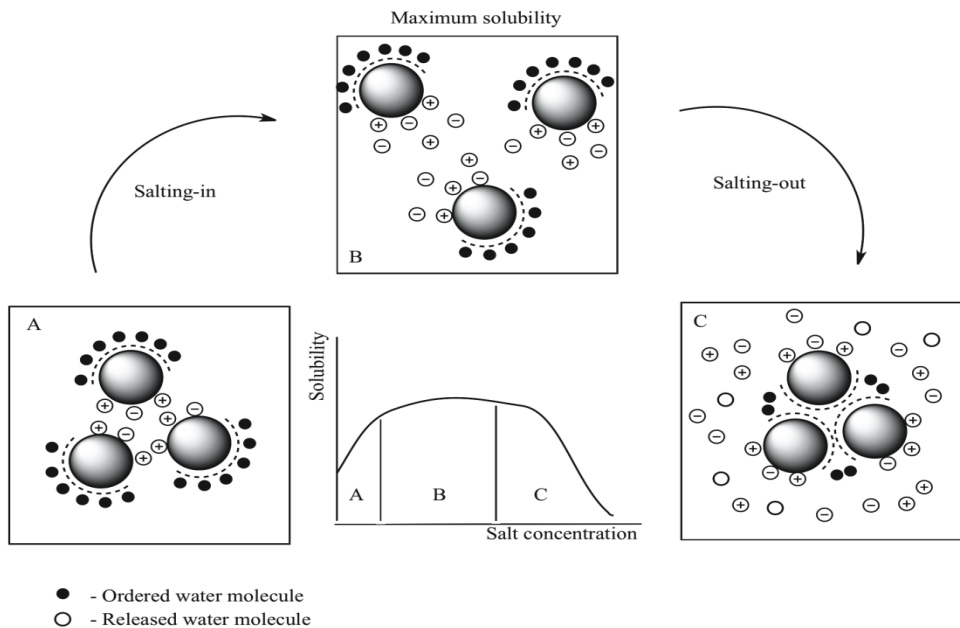 Maximum solubility
Salting-in
B
Salting-out
A
C
Solubility
A
B
C
Salt concentration
- Ordered water molecule
- Released water molecule